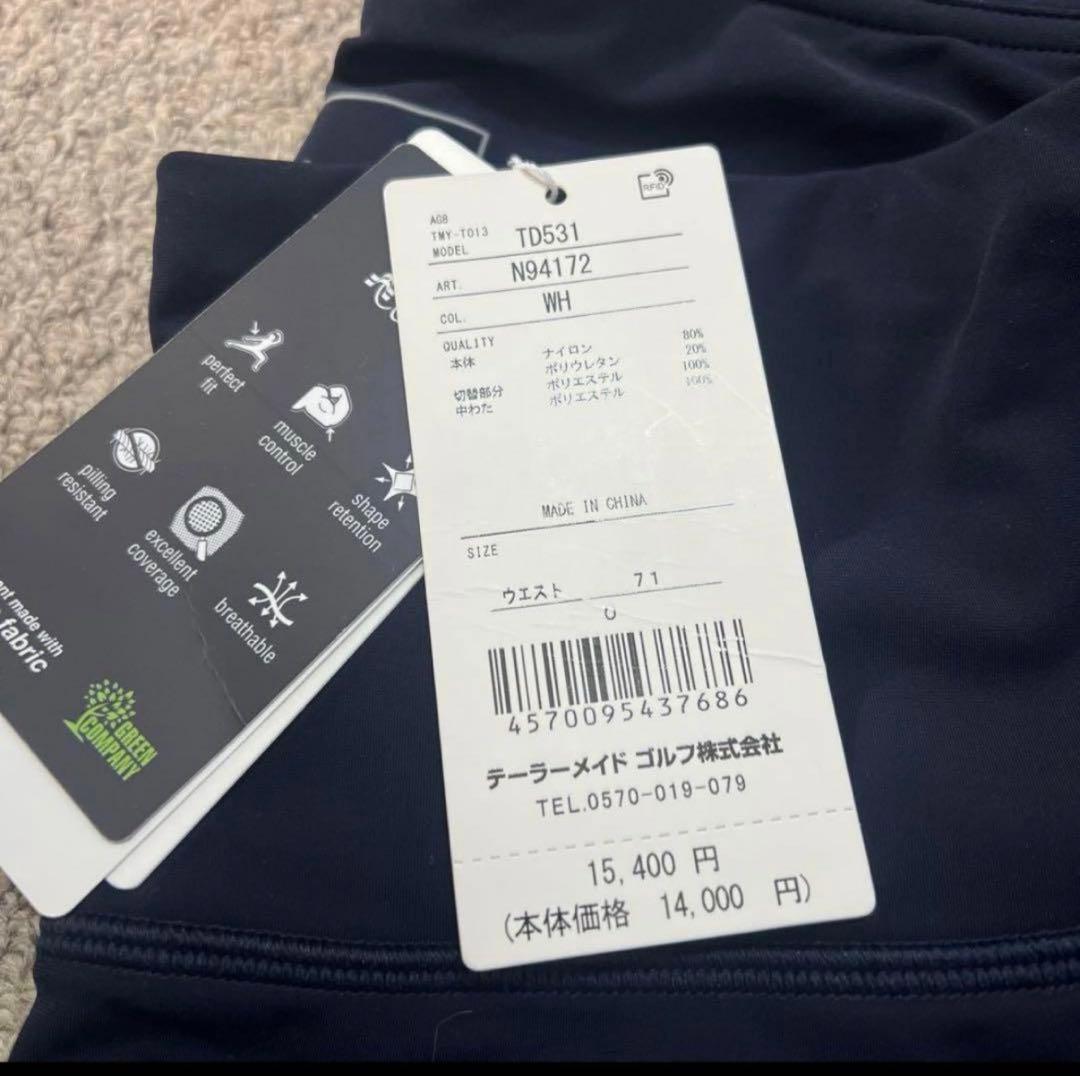 RFID
AGB
TMY-T013
MODEL TD531
ART. N94172
COL. WH
QUALITY
本体 ナイロン 80%
ポリウレタン 20%
切替部分 ポリエステル 100%
中わた ポリエステル 100%
MADE IN CHINA
SIZE
ウエスト 71
O
4570095437686
テーラーメイド ゴルフ株式会社
TEL.0570-019-079
15,400 円
(本体価格 14,000 円)
perfect
fit
muscle
control
shape
retention
pilling
resistant
excellent
coverage
breathable
made with
fabric
GREEN
COMPANY